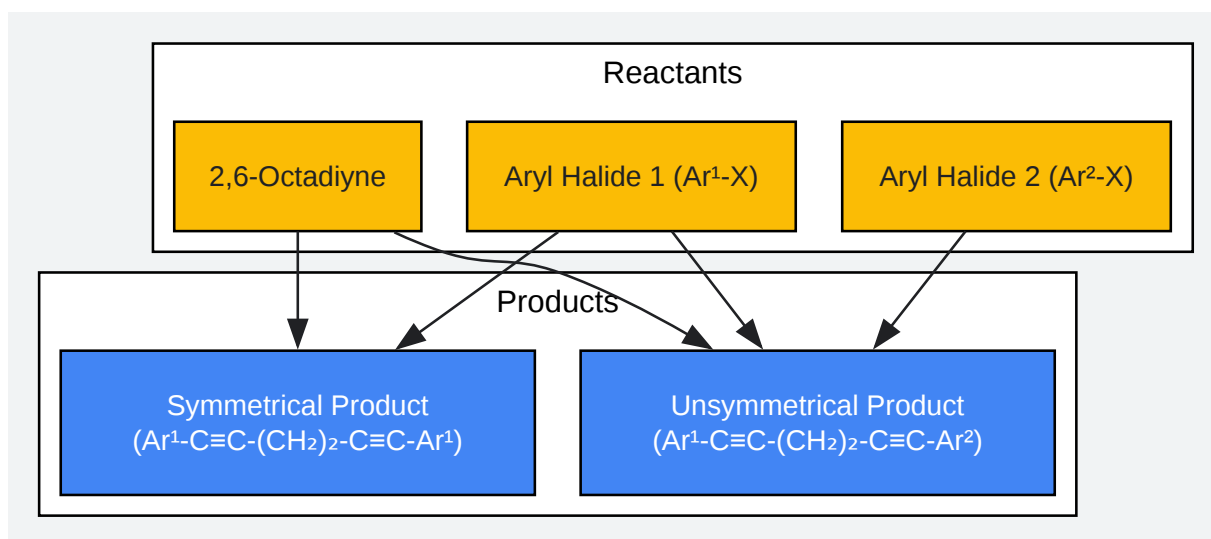 Reactants
2,6-Octadiyne
Aryl Halide 1 (Ar¹-X)
Aryl Halide 2 (Ar²-X)
Products
Symmetrical Product
(Ar¹-C≡C-(CH₂)₂-C≡C-Ar¹)
Unsymmetrical Product
(Ar¹-C≡C-(CH₂)₂-C≡C-Ar²)